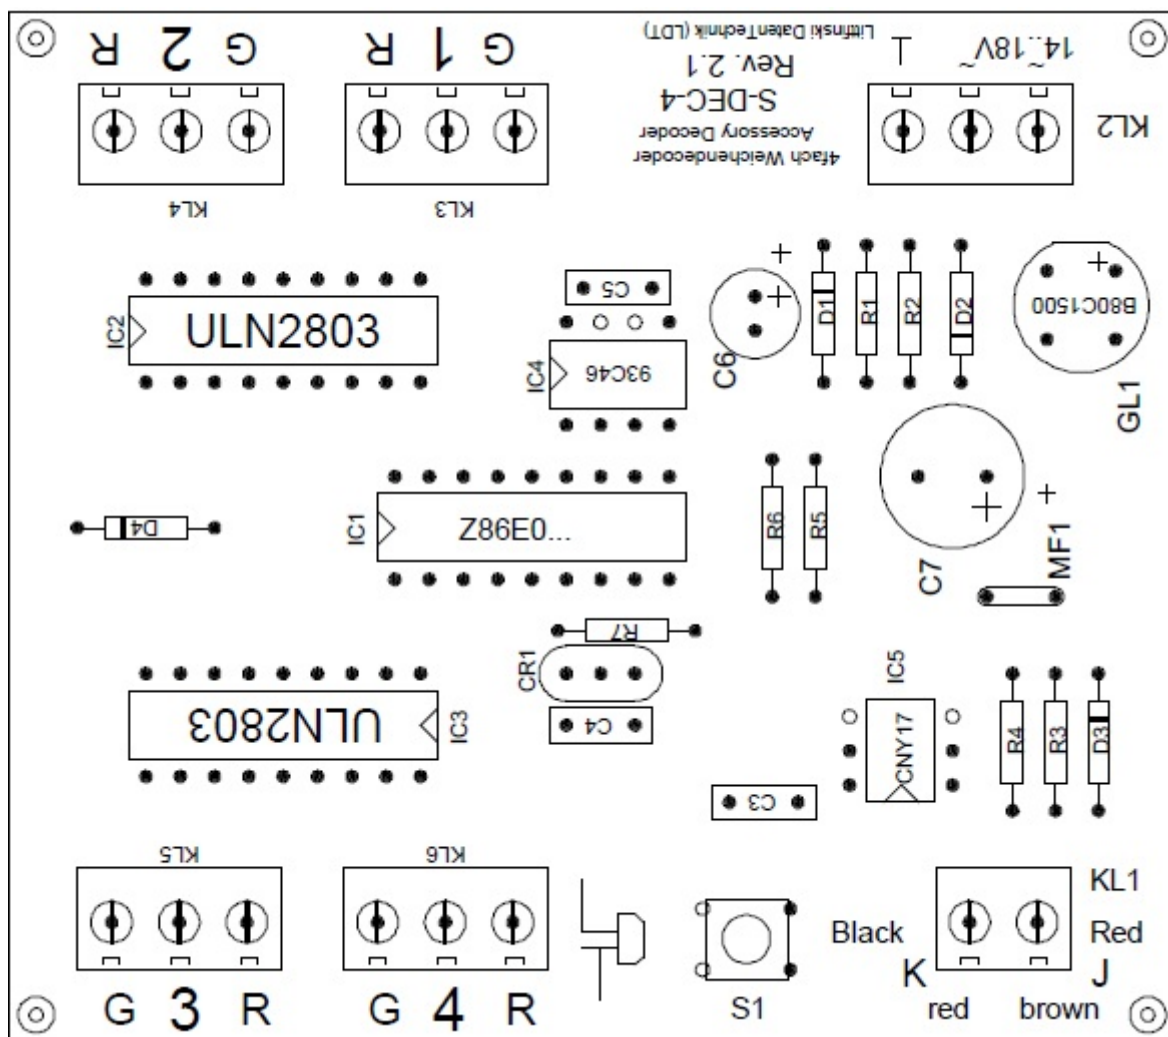 R 2 G
R 1 G
Littfinski DatenTechnik (LDT)
Rev. 2.1
S-DEC-4
Accessory Decoder
4fach Weichendecoder
14..18V~
~
KL2
KL4
KL3
IC2
ULN2803
C5
IC4
93C46
+
+
C6
D1
R1
R2
D2
+
B80C1500
GL1
D4
IC1
Z86E0...
R6
R5
+
+
C7
MF1
R7
CR1
C4
ULN2803
IC3
IC5
CNY17
R4
R3
D3
C3
KL5
KL6
G 3 R
G 4 R
S1
KL1
Black
Red
K
J
red
brown